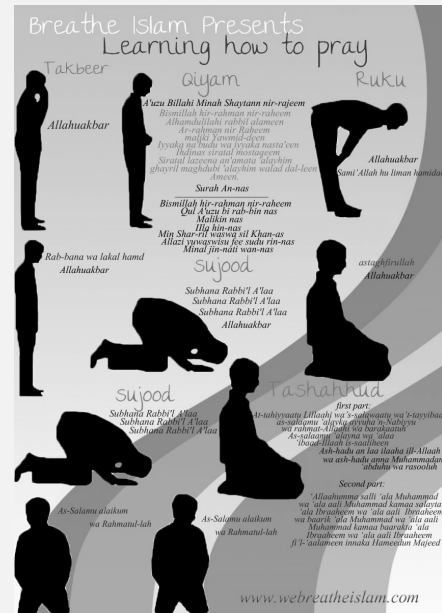 Breathe Islam Presents
Learning how to pray
Takbeer
Allahuakbar
Qiyam
A'uzu Billahi Minah Shaytann nir-rajeem
Bismillah hir-rahman nir-raheem
Alhamdulilahi rabbil alameen
Ar-rahman nir Raheem
maliki Yawmid-deen
Iyyaka na'budu wa iyyaka nasta'een
Ihdinas siratal mostaqeem
Siratal lazeena an'amata 'alayhim
ghayril maghdubi 'alayhim walad dal-leen
Ameen.
Surah An-nas
Bismillah hir-rahman nir-raheem
Qul A'uzu bi rab-bin nas
Malikin nas
Illa hin-nas
Min Shar-ril waswa sil Khan-as
Allazi yuwaswisu fee sudu rin-nas
Minal jin-nati wan-nas
Ruku
Allahuakbar
Sami'Allah hu liman hamidah
Rab-bana wa lakal hamd
Allahuakbar
sujood
Subhana Rabbi'l A'laa
Subhana Rabbi'l A'laa
Subhana Rabbi'l A'laa
Allahuakbar
astaghfirullah
Allahuakbar
sujood
Subhana Rabbi'l A'laa
Subhana Rabbi'l A'laa
Subhana Rabbi'l A'laa
Tashahhud
first part:
At-tahiyyaatu Lillaahi wa's-salawaatu wa't-tayyibaa
as-salaamu 'alayka ayyuha'n-Nabiyyu
wa rahmat-Allaahi wa barakaatuh
As-salaamu 'alayna wa 'alaa
'ibaad-Illaah is-saaliheen
Ash-hadu an laa ilaaha ill-Allaah
wa ash-hadu anna Muhammadan
abduhu wa rasooluh
Second part:
'Allaahumma salli 'ala Muhammad
wa 'ala aali Muhammad kamaa salayta
'ala Ibraaheem wa 'ala aali Ibraaheem
wa baarik 'ala Muhammad wa 'ala aali
Muhammad kamaa baarakta 'ala
Ibraaheem wa 'ala aali Ibraaheem
fi'l-'aalameen innaka Hameedun Majeed
As-Salamu alaikum
wa Rahmatul-lah
As-Salamu alaikum
wa Rahmatul-lah
www.webreatheislam.com